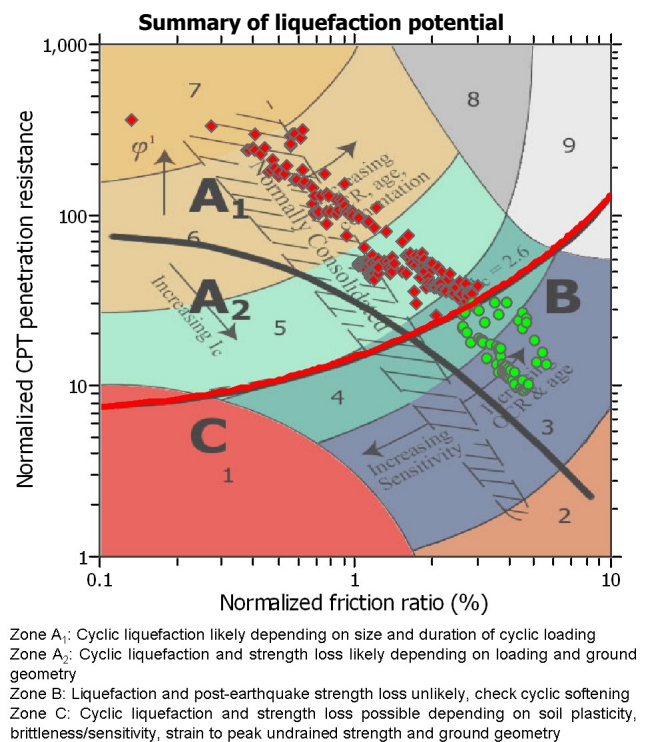 Summary of liquefaction potential
1,000
100
10
1
0.1
1
10
Normalized CPT penetration resistance
Normalized friction ratio (%)
7
8
9
φ'
A1
6
A2
5
B
4
3
C
1
2
Normally Consolidated
Increasing Ic
= 2.6
Increasing
OCR & age
Increasing
Sensitivity
Zone A1: Cyclic liquefaction likely depending on size and duration of cyclic loading
Zone A2: Cyclic liquefaction and strength loss likely depending on loading and ground
geometry
Zone B: Liquefaction and post-earthquake strength loss unlikely, check cyclic softening
Zone C: Cyclic liquefaction and strength loss possible depending on soil plasticity,
brittleness/sensitivity, strain to peak undrained strength and ground geometry